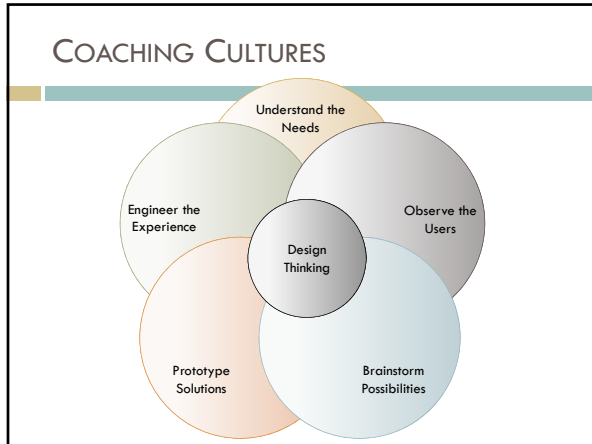 COACHING CULTURES
Understand the
Needs
Observe the
Users
Brainstorm
Possibilities
Prototype
Solutions
Engineer the
Experience
Design
Thinking